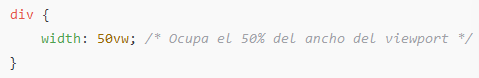 div {
    width: 50vw; /* Ocupa el 50% del ancho del viewport */
}